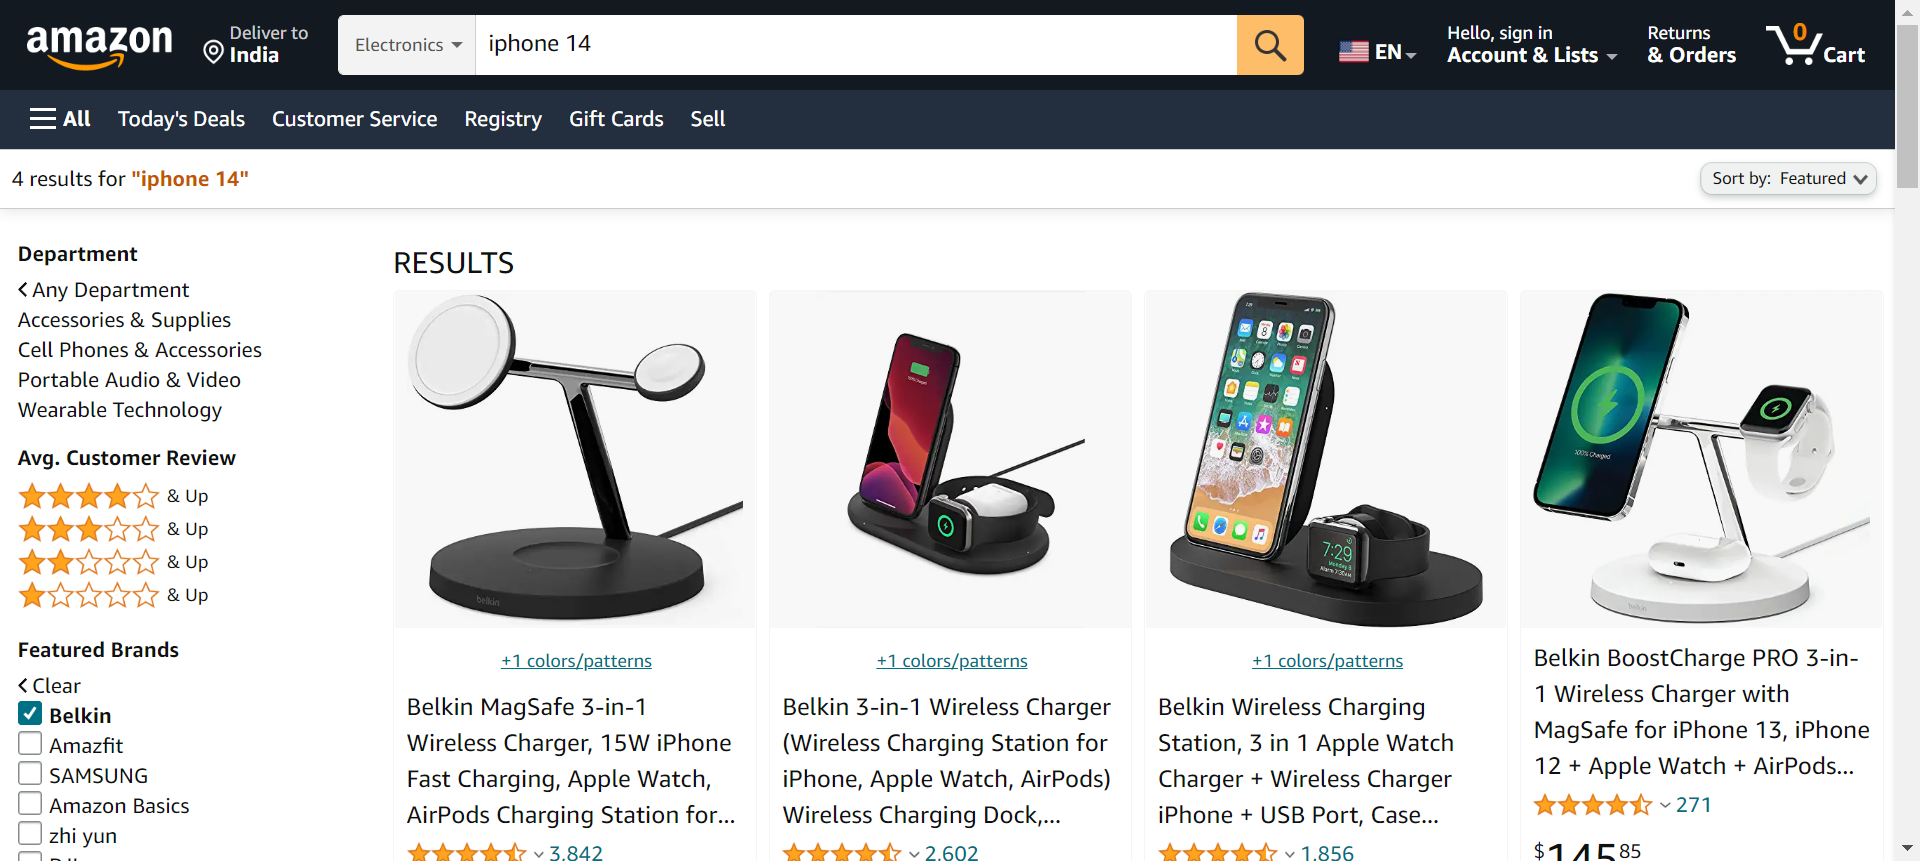 amazon
Deliver to
India
Electronics
iphone 14
EN
Hello, sign in
Account & Lists
Returns
& Orders
0
Cart
All
Today's Deals
Customer Service
Registry
Gift Cards
Sell
4 results for "iphone 14"
Sort by: Featured
Department
Any Department
Accessories & Supplies
Cell Phones & Accessories
Portable Audio & Video
Wearable Technology
Avg. Customer Review
& Up
& Up
& Up
& Up
Featured Brands
Clear
Belkin
Amazfit
SAMSUNG
Amazon Basics
zhi yun
RESULTS
belkin
7:29
100% Charged
+1 colors/patterns
Belkin MagSafe 3-in-1
Wireless Charger, 15W iPhone
Fast Charging, Apple Watch,
AirPods Charging Station for...
3,842
+1 colors/patterns
Belkin 3-in-1 Wireless Charger
(Wireless Charging Station for
iPhone, Apple Watch, AirPods)
Wireless Charging Dock,...
2,602
+1 colors/patterns
Belkin Wireless Charging
Station, 3 in 1 Apple Watch
Charger + Wireless Charger
iPhone + USB Port, Case...
1,856
Belkin BoostCharge PRO 3-in-
1 Wireless Charger with
MagSafe for iPhone 13, iPhone
12 + Apple Watch + AirPods...
271
$145 85